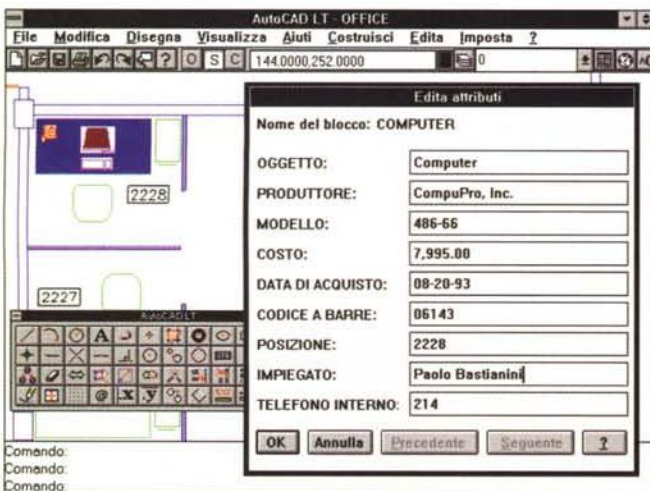 AutoCAD LT - OFFICE
File Modifica Disegna Visualizza Aiuti Costruisci Edita Imposta ?
O S C 144.0000,252.0000 0
Edita attributi
Nome del blocco: COMPUTER
OGGETTO: Computer
PRODUTTORE: CompuPro, Inc.
MODELLO: 486-66
COSTO: 7,995.00
DATA DI ACQUISTO: 08-20-93
CODICE A BARRE: 06143
POSIZIONE: 2228
IMPIEGATO: Paolo Bastianini
TELEFONO INTERNO: 214
OK Annulla Precedente Seguente ?
2228
2227
AutoCAD LT
A
@ .X .Y
Comando:
Comando:
Comando: